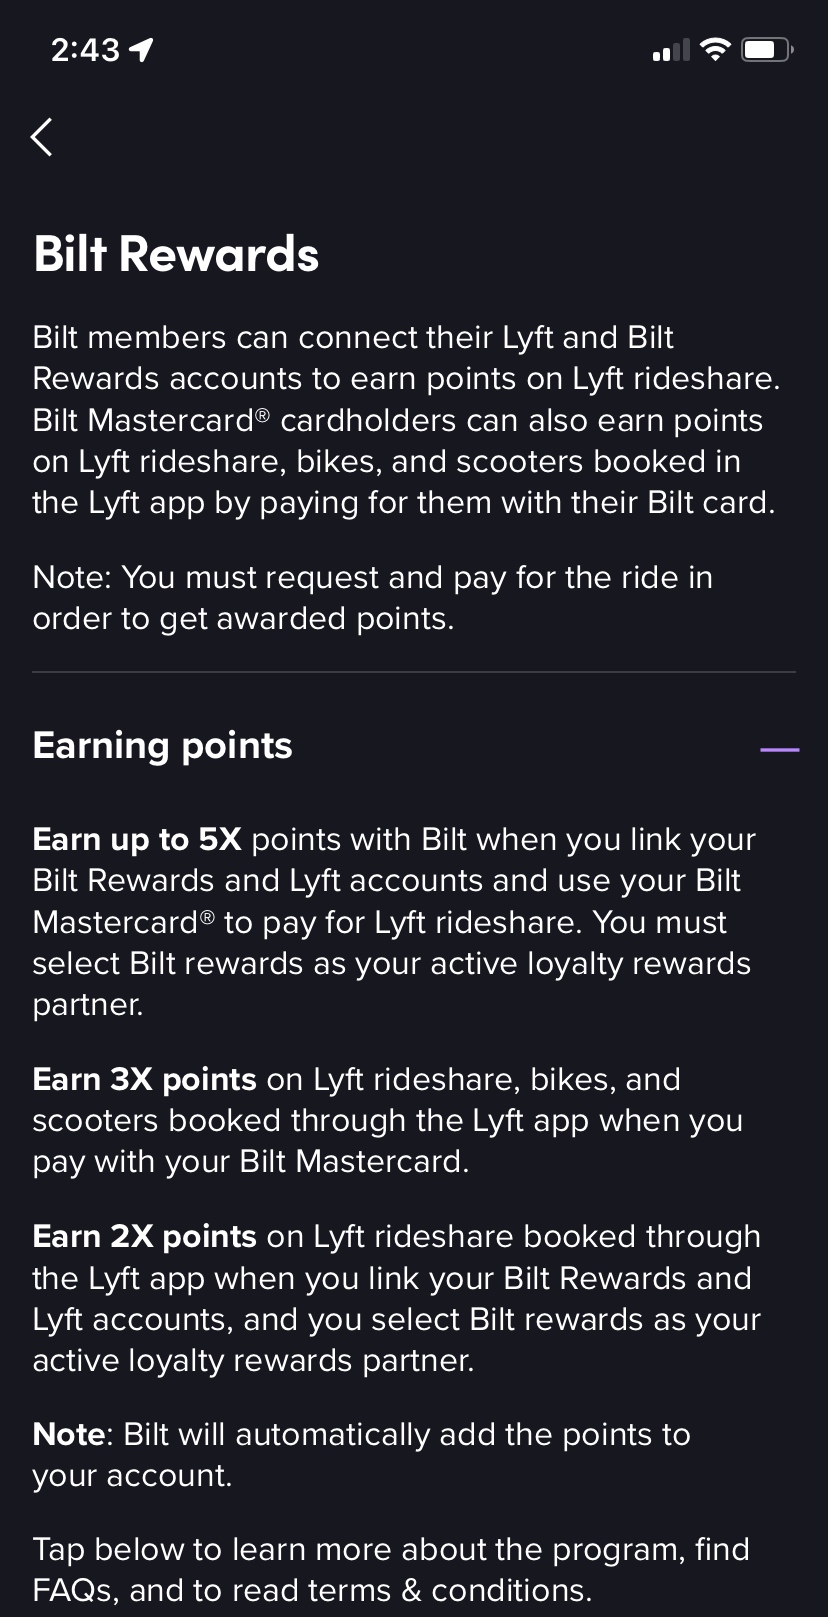 2:43
Bilt Rewards
Bilt members can connect their Lyft and Bilt
Rewards accounts to earn points on Lyft rideshare.
Bilt Mastercard® cardholders can also earn points
on Lyft rideshare, bikes, and scooters booked in
the Lyft app by paying for them with their Bilt card.
Note: You must request and pay for the ride in
order to get awarded points.
Earning points
Earn up to 5X points with Bilt when you link your
Bilt Rewards and Lyft accounts and use your Bilt
Mastercard® to pay for Lyft rideshare. You must
select Bilt rewards as your active loyalty rewards
partner.
Earn 3X points on Lyft rideshare, bikes, and
scooters booked through the Lyft app when you
pay with your Bilt Mastercard.
Earn 2X points on Lyft rideshare booked through
the Lyft app when you link your Bilt Rewards and
Lyft accounts, and you select Bilt rewards as your
active loyalty rewards partner.
Note: Bilt will automatically add the points to
your account.
Tap below to learn more about the program, find
FAQs, and to read terms & conditions.